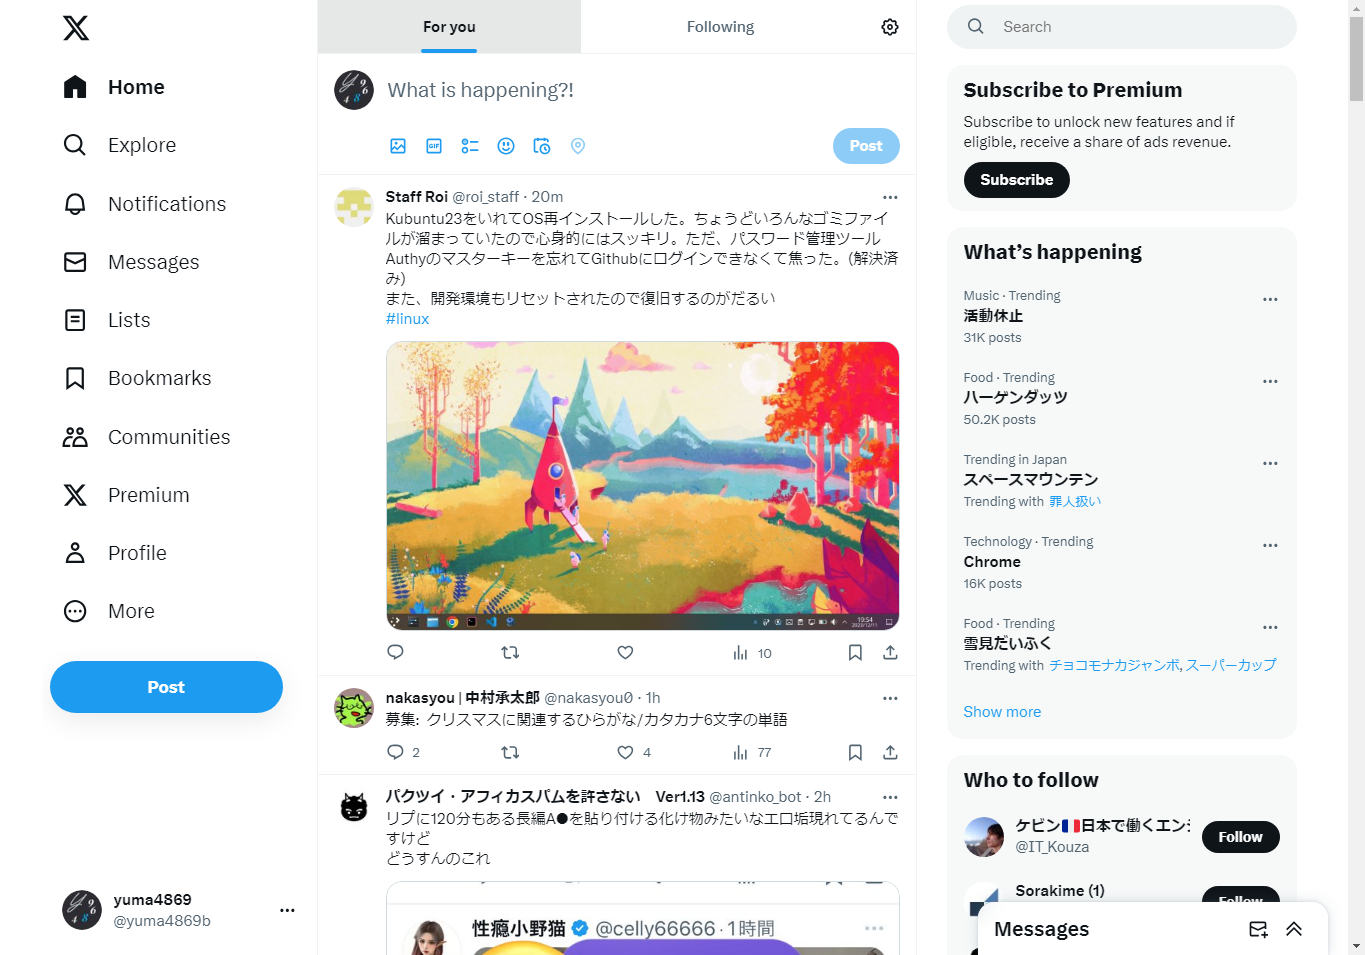 Home
Explore
Notifications
Messages
Lists
Bookmarks
Communities
Premium
Profile
More
Post
yuma4869
@yuma4869b
For you
Following
What is happening?!
GIF
Post
Staff Roi @roi_staff · 20m
Kubuntu23をいれてOS再インストールした。ちょうどいろんなゴミファイ
ルが溜まっていたので心身的にはスッキリ。ただ、パスワード管理ツール
Authyのマスターキーを忘れてGithubにログインできなくて焦った。(解決済
み)
また、開発環境もリセットされたので復旧するのがだるい
#linux
19:54
2023/12/11
10
nakasyou | 中村承太郎 @nakasyou0 · 1h
募集: クリスマスに関連するひらがな/カタカナ6文字の単語
2
4
77
パクツイ・アフィカスパムを許さない　Ver1.13 @antinko_bot · 2h
リプに120分もある長編A●を貼り付ける化け物みたいなエロ垢現れてるんで
すけど
どうすんのこれ
性瘾小野猫 @celly66666 · 1時間
Search
Subscribe to Premium
Subscribe to unlock new features and if
eligible, receive a share of ads revenue.
Subscribe
What's happening
Music · Trending
活動休止
31K posts
Food · Trending
ハーゲンダッツ
50.2K posts
Trending in Japan
スペースマウンテン
Trending with 罪人扱い
Technology · Trending
Chrome
16K posts
Food · Trending
雪見だいふく
Trending with チョコモナカジャンボ, スーパーカップ
Show more
Who to follow
ケビン🇫🇷日本で働くエンジ
@IT_Kouza
Follow
Sorakime (1)
Follow
Messages